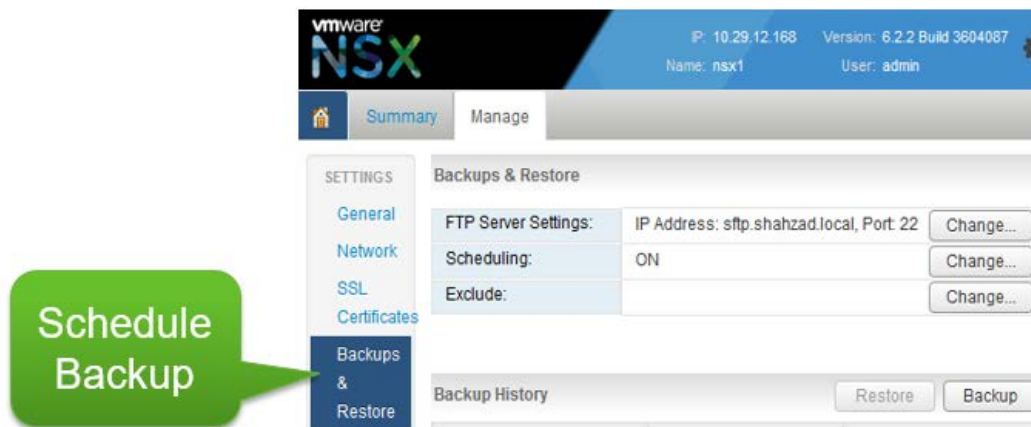 vmware
NSX
IP: 10.29.12.168 Version: 6.2.2 Build 3604087
Name: nsx1 User: admin
Summary Manage
SETTINGS
General
Network
SSL
Certificates
Backups
&
Restore
Backups & Restore
FTP Server Settings: IP Address: sftp.shahzad.local, Port: 22 Change...
Scheduling: ON Change...
Exclude: Change...
Backup History Restore Backup
Schedule
Backup